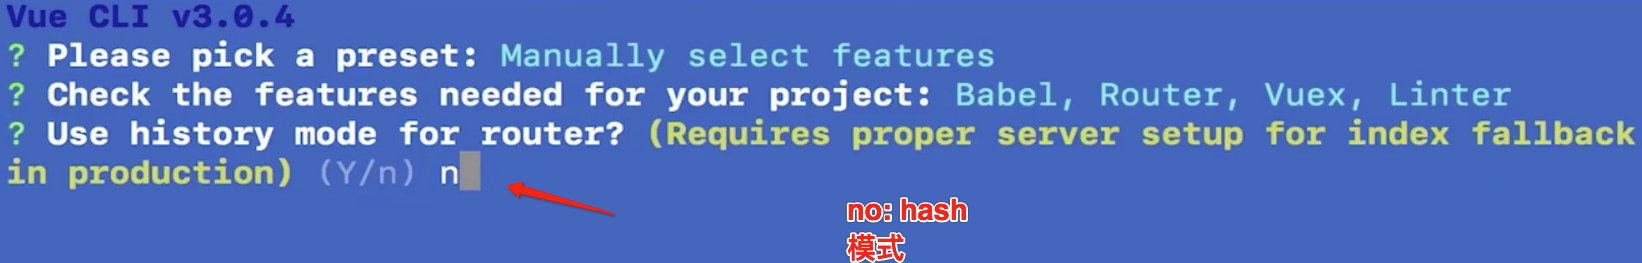 Vue CLI v3.0.4
? Please pick a preset: Manually select features
? Check the features needed for your project: Babel, Router, Vuex, Linter
? Use history mode for router? (Requires proper server setup for index fallback
in production) (Y/n) n
no: hash
模式